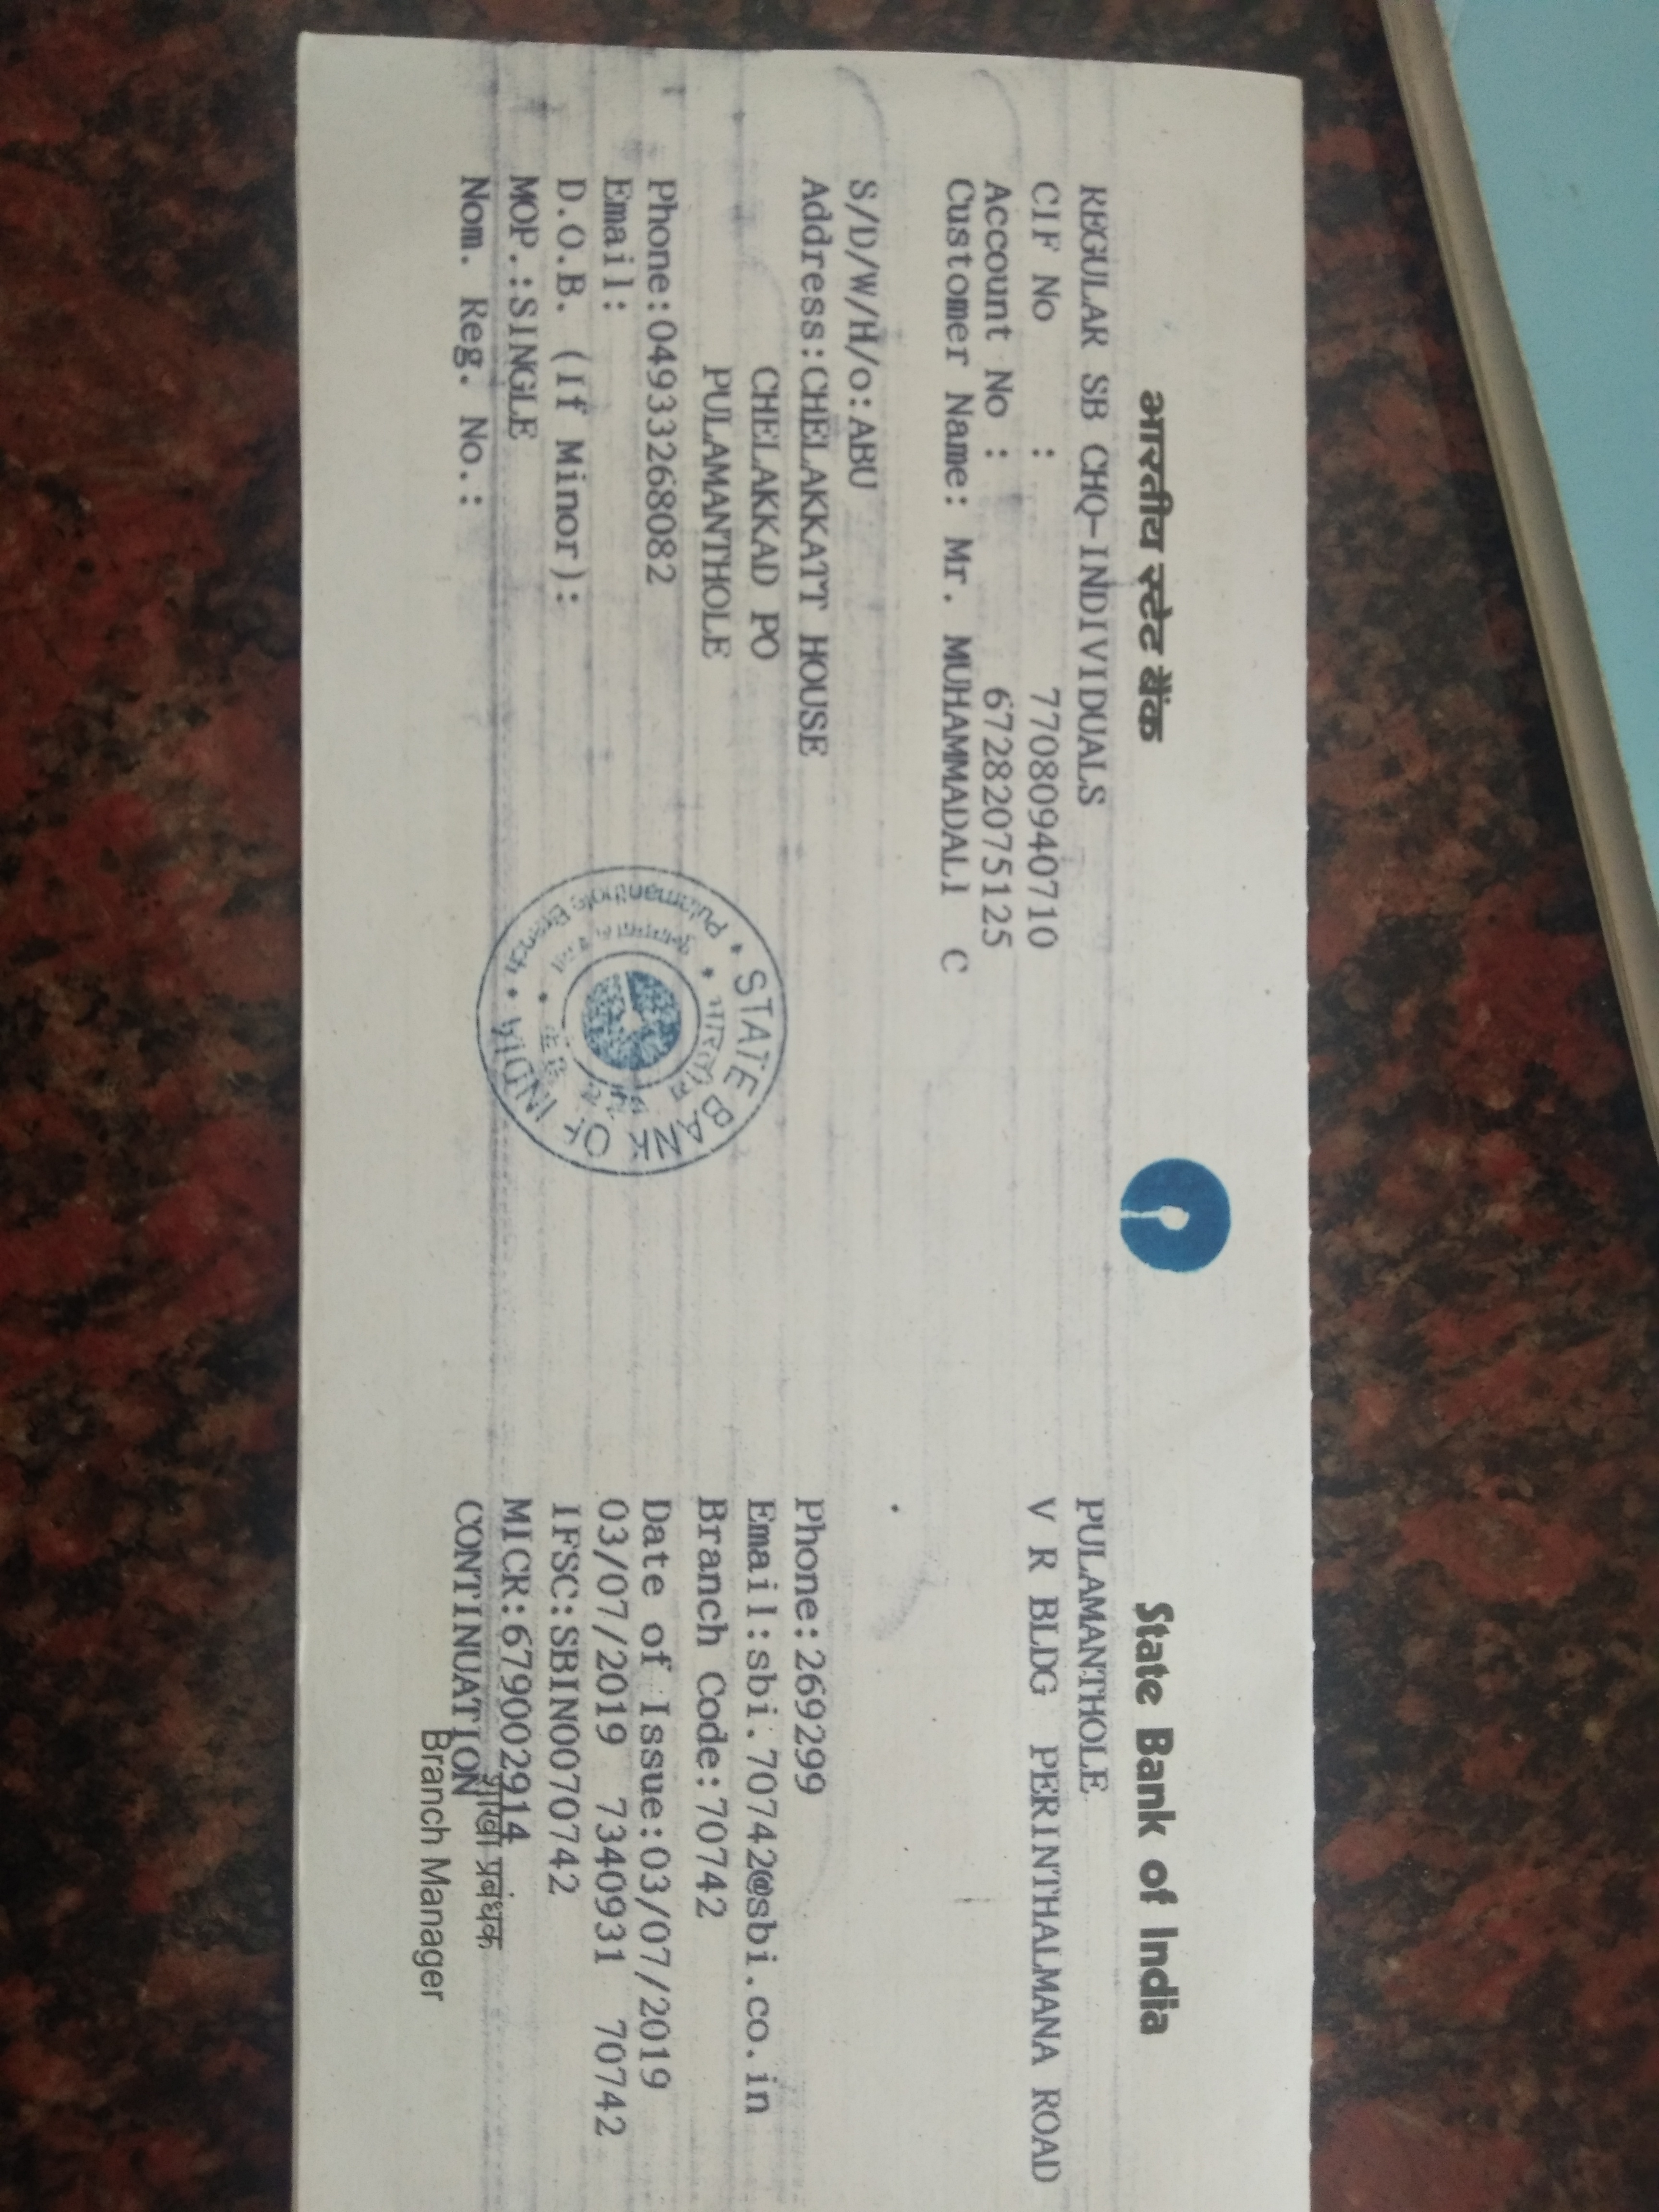 भारतीय स्टेट बैंक
State Bank of India
REGULAR SB CHQ-INDIVIDUALS
CIF No : 77080940710
Account No : 67282075125
Customer Name: Mr. MUHAMMADALI C
S/D/W/H/o:ABU
Address:CHELAKKATT HOUSE
CHELAKKAD PO
PULAMANTHOLE
Phone:04933268082
Email:
D.O.B. (If Minor):
MOP.:SINGLE
Nom. Reg. No.:
STATE BANK OF INDIA
Pulamanthole Branch
PULAMANTHOLE
V R BLDG PERINTHALMANA ROAD
Phone:269299
Email:sbi.70742@sbi.co.in
Branch Code:70742
Date of Issue:03/07/2019
03/07/2019 7340931 70742
IFSC:SBIN0070742
MICR:679002914
CONTINUATION
शाखा प्रबंधक
Branch Manager